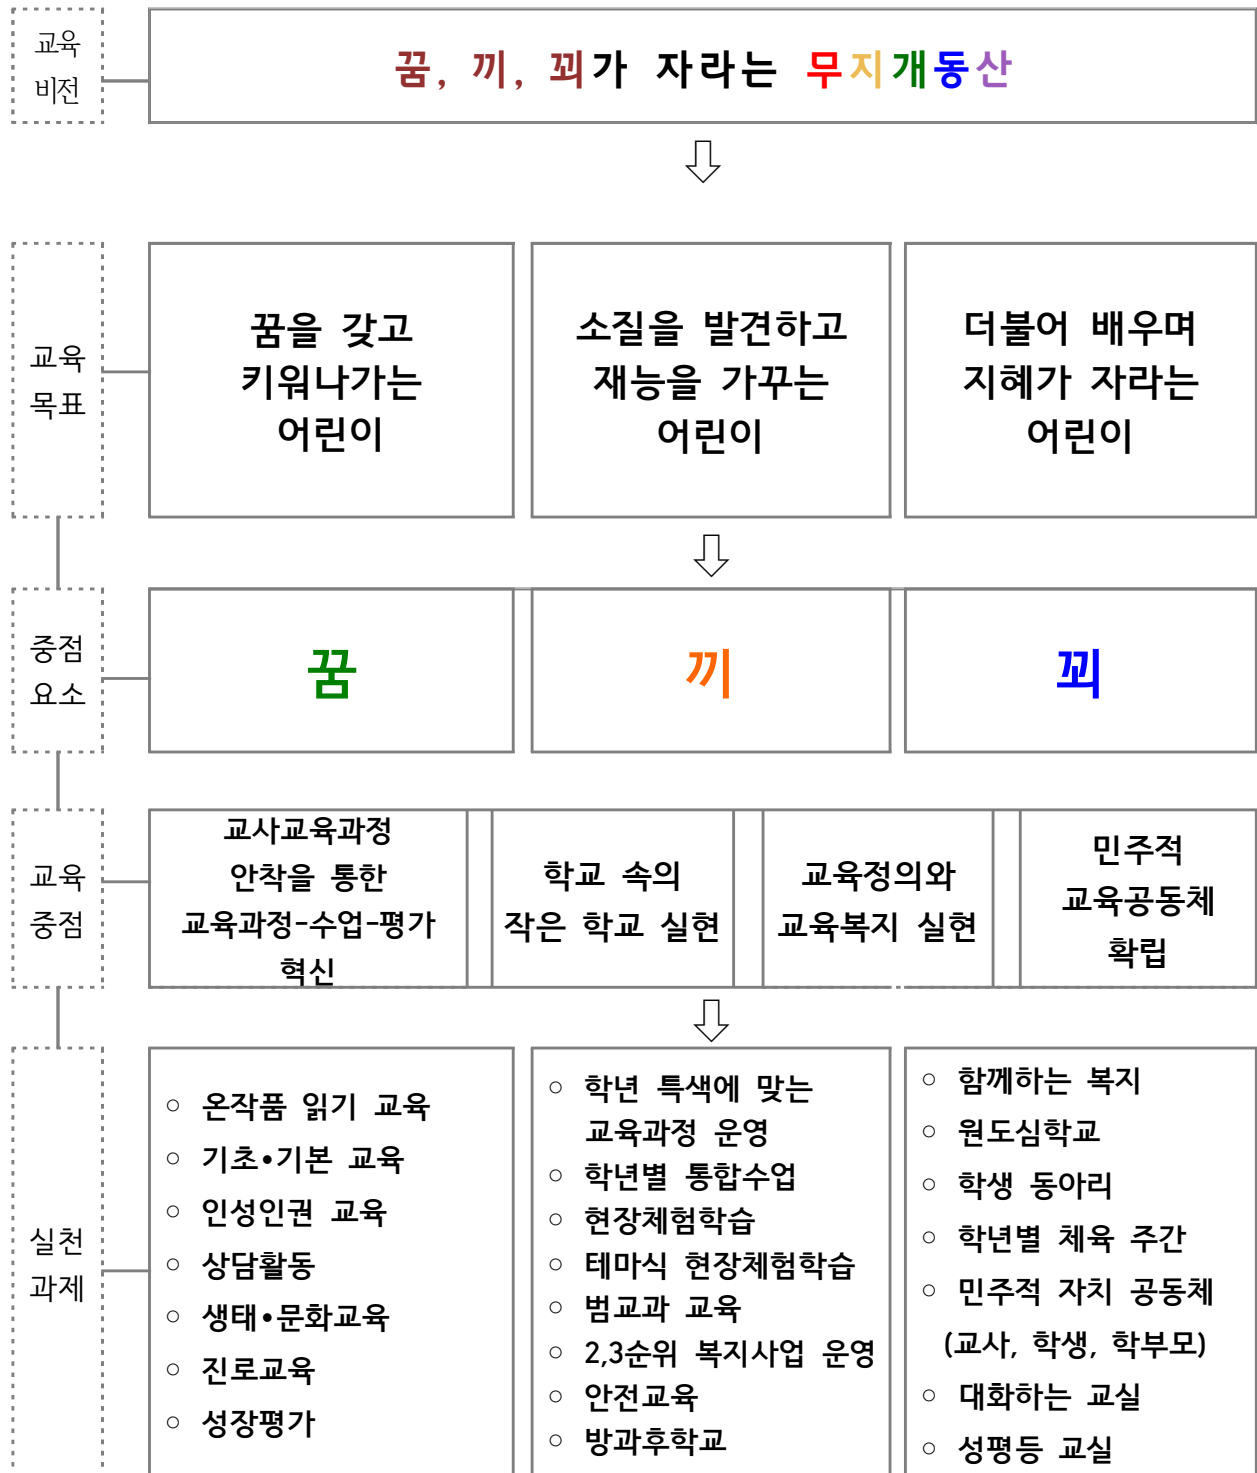 교육
비전
꿈, 끼, 꾀가 자라는 무지개동산
교육
목표
꿈을 갖고
키워나가는
어린이
소질을 발견하고
재능을 가꾸는
어린이
더불어 배우며
지혜가 자라는
어린이
중점
요소
꿈
끼
꾀
교육
중점
교사교육과정
안착을 통한
교육과정-수업-평가
혁신
학교 속의
작은 학교 실현
교육정의와
교육복지 실현
민주적
교육공동체
확립
실천
과제
○ 온작품 읽기 교육
○ 기초•기본 교육
○ 인성인권 교육
○ 상담활동
○ 생태•문화교육
○ 진로교육
○ 성장평가
○ 학년 특색에 맞는
교육과정 운영
○ 학년별 통합수업
○ 현장체험학습
○ 테마식 현장체험학습
○ 범교과 교육
○ 2,3순위 복지사업 운영
○ 안전교육
○ 방과후학교
○ 함께하는 복지
○ 원도심학교
○ 학생 동아리
○ 학년별 체육 주간
○ 민주적 자치 공동체
(교사, 학생, 학부모)
○ 대화하는 교실
○ 성평등 교실